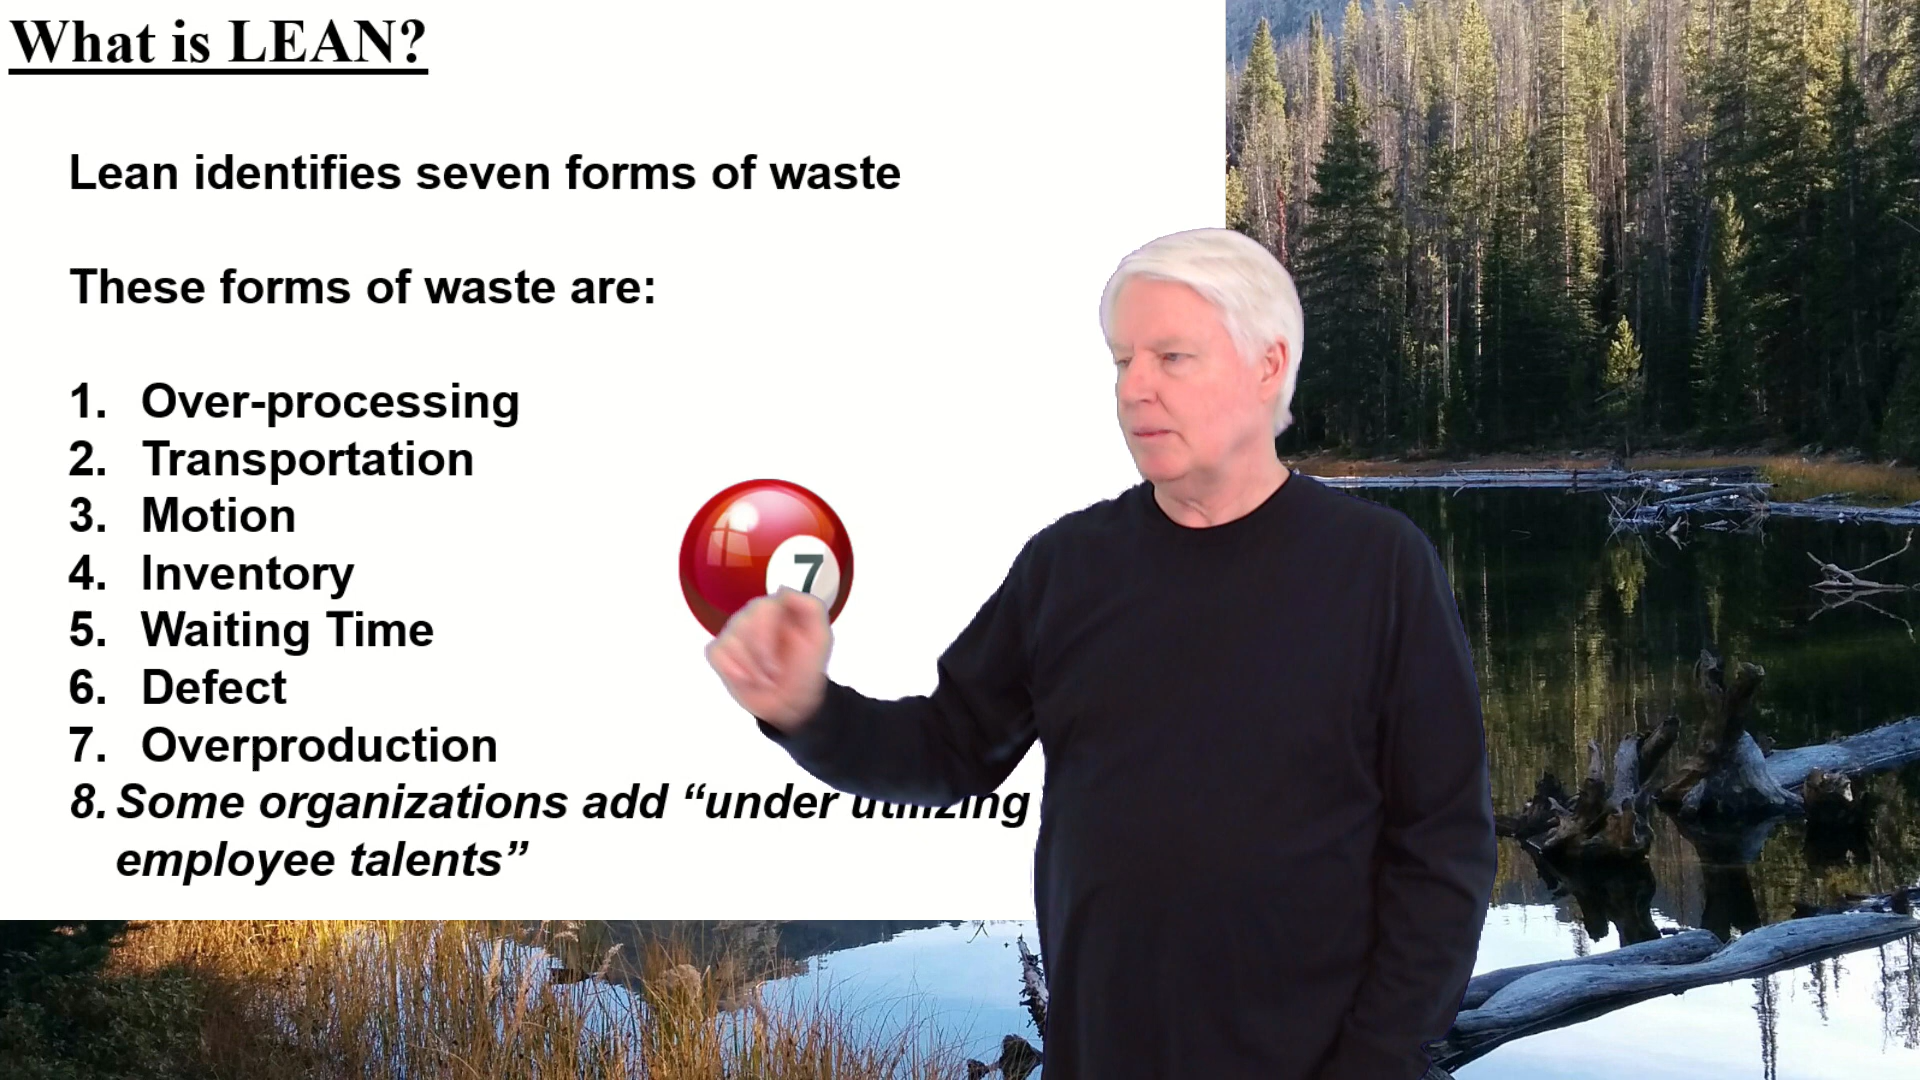 What is LEAN?
Lean identifies seven forms of waste
These forms of waste are:
1. Over-processing
2. Transportation
3. Motion
4. Inventory
5. Waiting Time
6. Defect
7. Overproduction
8. Some organizations add “under utilizing
employee talents”
7